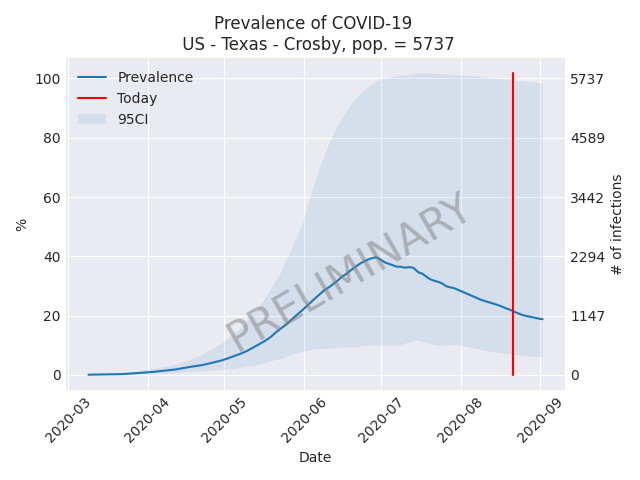 Prevalence of COVID-19
US - Texas - Crosby, pop. = 5737
Prevalence
Today
95CI
100
80
60
40
20
0
%
5737
4589
3442
2294
1147
0
# of infections
PRELIMINARY
2020-03
2020-04
2020-05
2020-06
2020-07
2020-08
2020-09
Date